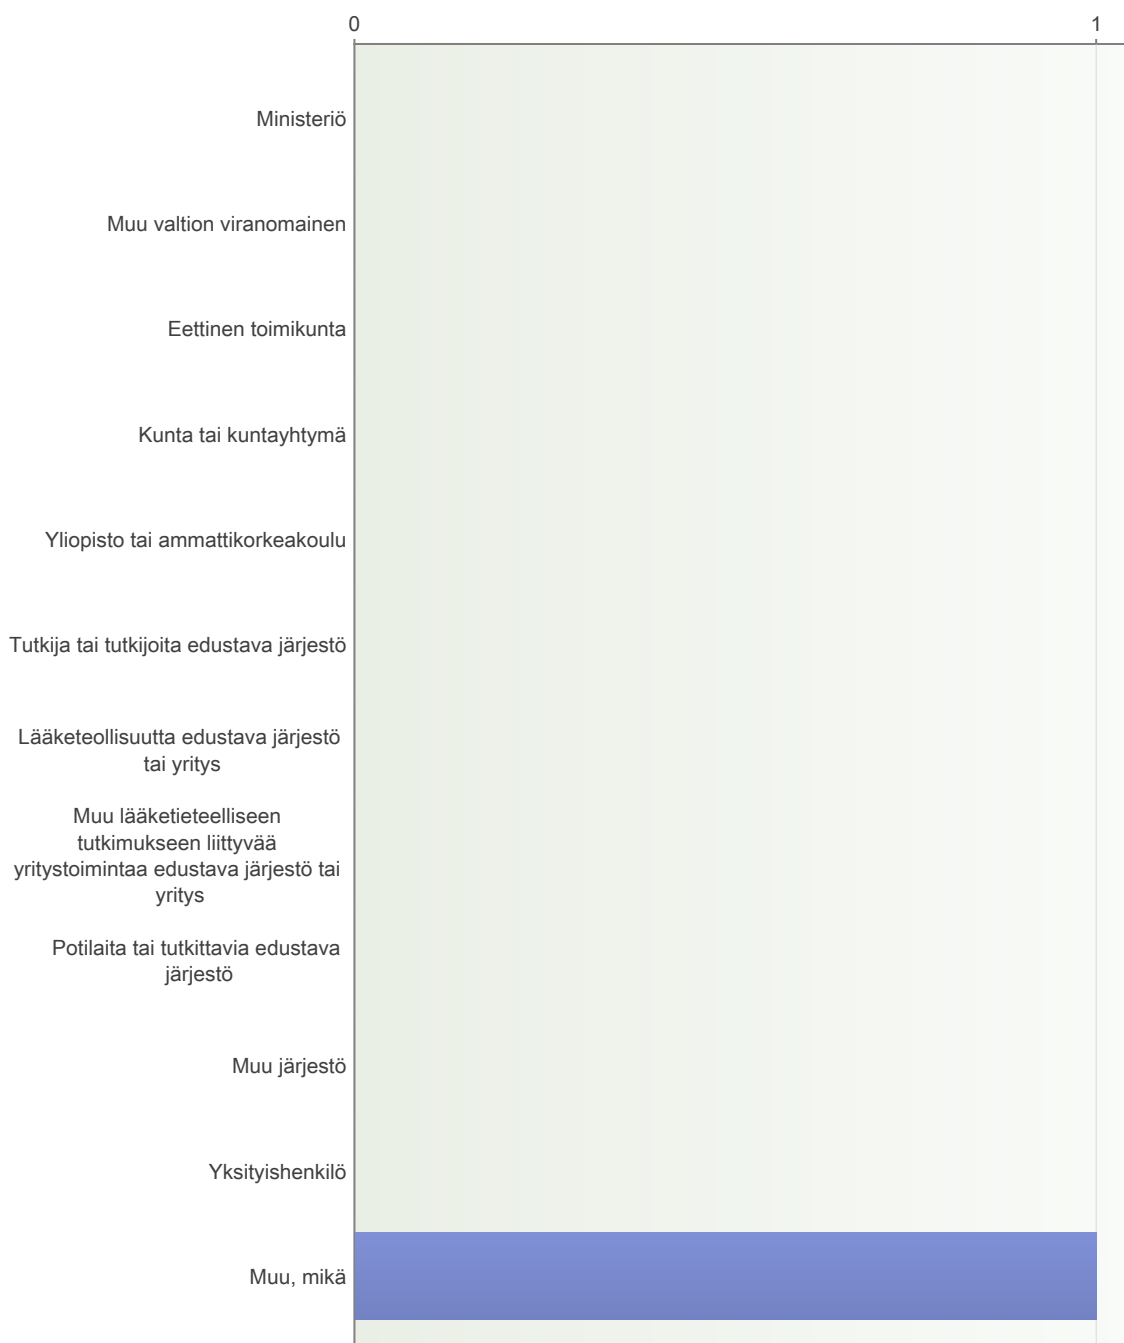 0 1
Ministeriö
Muu valtion viranomainen
Eettinen toimikunta
Kunta tai kuntayhtymä
Yliopisto tai ammattikorkeakoulu
Tutkija tai tutkijoita edustava järjestö
Lääketeollisuutta edustava järjestö
tai yritys
Muu lääketieteelliseen
tutkimukseen liittyvää
yritystoimintaa edustava järjestö tai
yritys
Potilaita tai tutkittavia edustava
järjestö
Muu järjestö
Yksityishenkilö
Muu, mikä